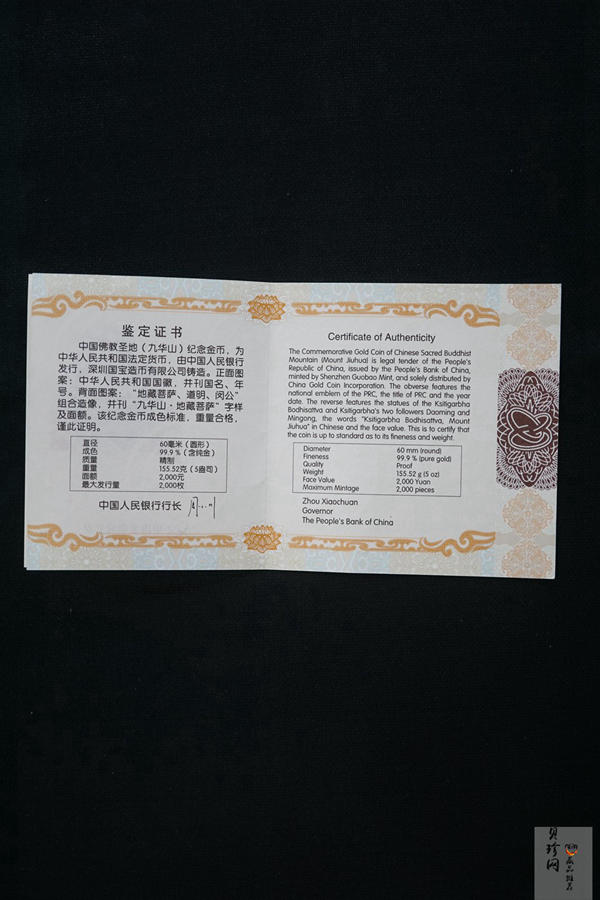 鉴定证书
中国佛教圣地（九华山）纪念金币，为
中华人民共和国法定货币，由中国人民银行
发行，深圳国宝造币有限公司铸造。正面图
案：中华人民共和国国徽，并刊国名、年
号。背面图案：“地藏菩萨、道明、闵公”
组合造像，并刊“九华山·地藏菩萨”字样
及面额。该纪念金币成色标准，重量合格，
谨此证明。
直径 60毫米（圆形）
成色 99.9％（含纯金）
质量 精制
重量 155.52克（5盎司）
面额 2,000元
最大发行量 2,000枚
中国人民银行行长
Certificate of Authenticity
The Commemorative Gold Coin of Chinese Sacred Buddhist
Mountain (Mount Jiuhua) is legal tender of the People's
Republic of China, issued by the People's Bank of China,
minted by Shenzhen Guobao Mint, and solely distributed by
China Gold Coin Incorporation. The obverse features the
national emblem of the PRC, the title of PRC and the year
date. The reverse features the statues of the Ksitigarbha
Bodhisattva and Ksitigarbha's two followers Daoming and
Mingong, the words "Ksitigarbha Bodhisattva, Mount
Jiuhua" in Chinese and the face value. This is to certify that
the coin is up to standard as to its fineness and weight.
Diameter 60 mm (round)
Fineness 99.9 % (pure gold)
Quality Proof
Weight 155.52 g (5 oz)
Face Value 2,000 Yuan
Maximum Mintage 2,000 pieces
Zhou Xiaochuan
Governor
The People's Bank of China
贝珍网